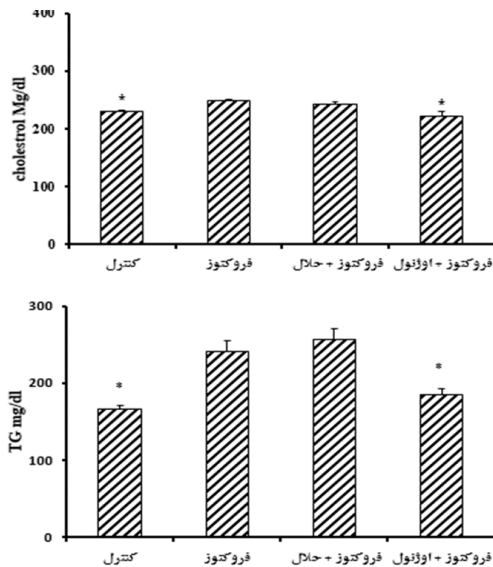 400
300
200
100
0
cholestrol Mg/dl
*
*
کنترل
فروکتوز
فروکتوز + حلال
فروکتوز + اوژنول
300
200
100
0
TG mg/dl
*
*
کنترل
فروکتوز
فروکتوز + حلال
فروکتوز + اوژنول